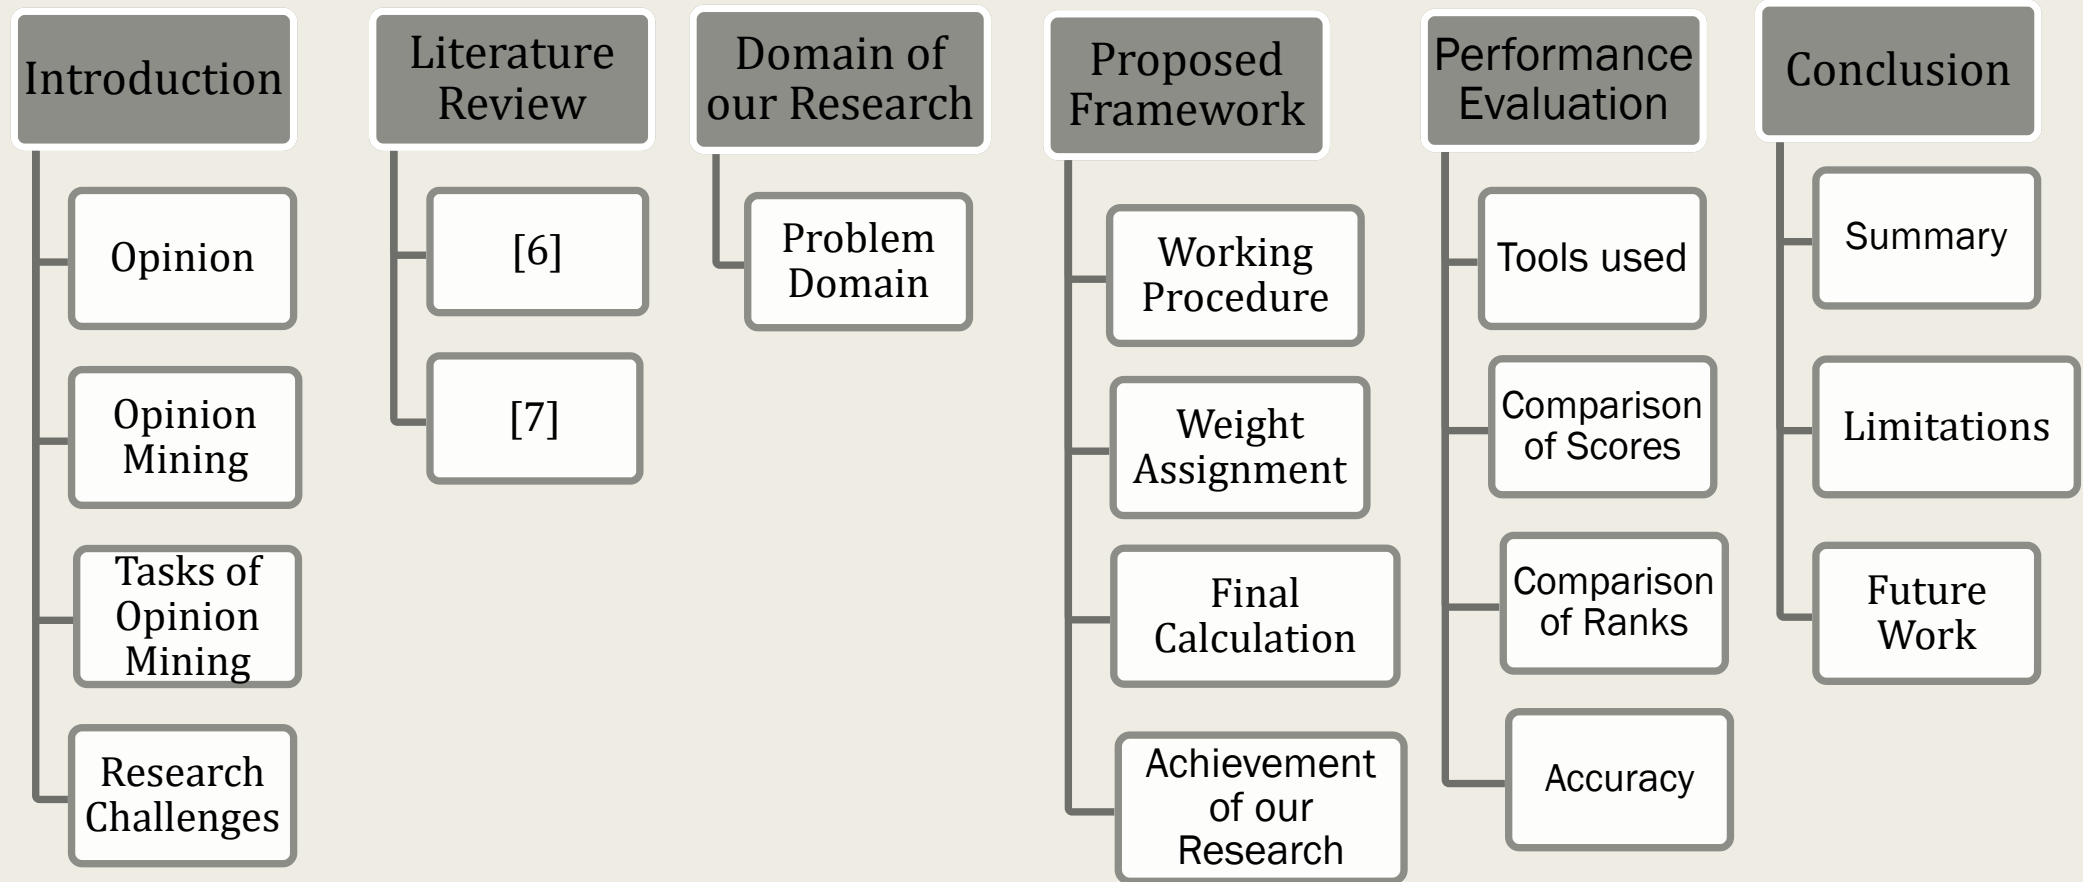 Introduction
Opinion
Opinion
Mining
Tasks of
Opinion
Mining
Research
Challenges
Literature
Review
[6]
[7]
Domain of
our Research
Problem
Domain
Proposed
Framework
Working
Procedure
Weight
Assignment
Final
Calculation
Achievement
of our
Research
Performance
Evaluation
Tools used
Comparison
of Scores
Comparison
of Ranks
Accuracy
Conclusion
Summary
Limitations
Future
Work